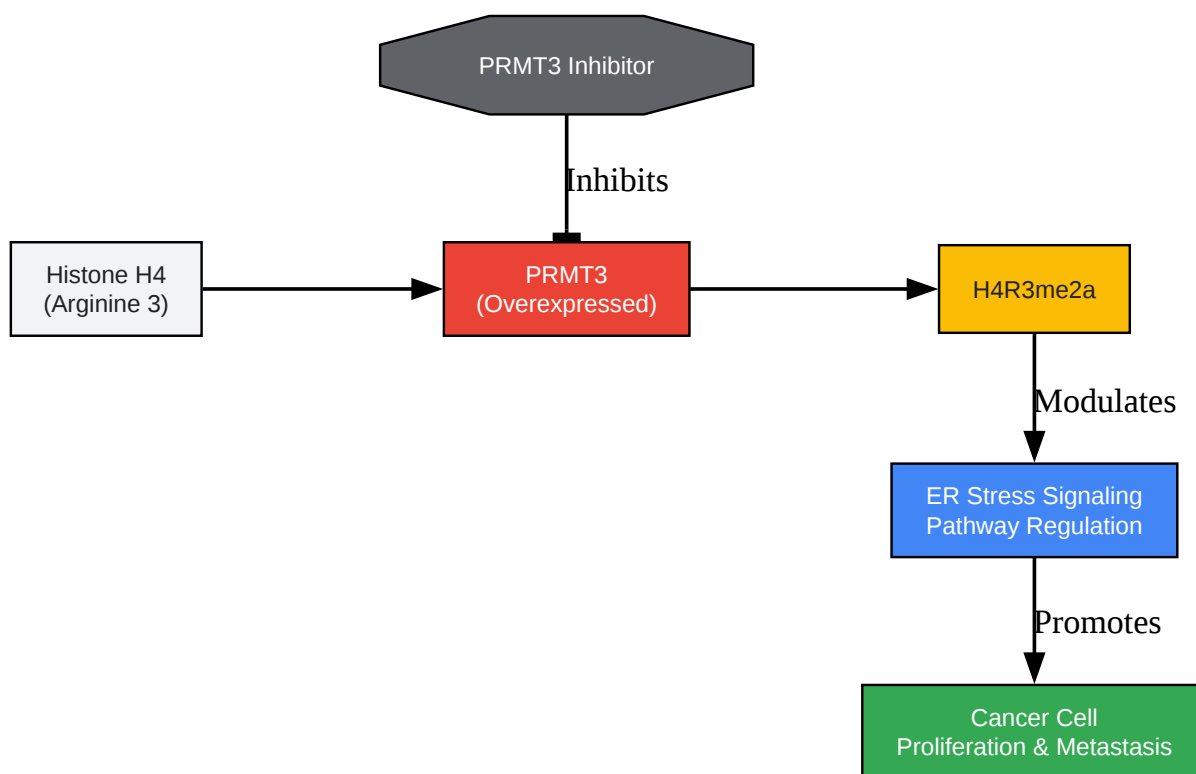 PRMT3 Inhibitor
Inhibits
Histone H4
(Arginine 3)
PRMT3
(Overexpressed)
H4R3me2a
Modulates
ER Stress Signaling
Pathway Regulation
Promotes
Cancer Cell
Proliferation & Metastasis